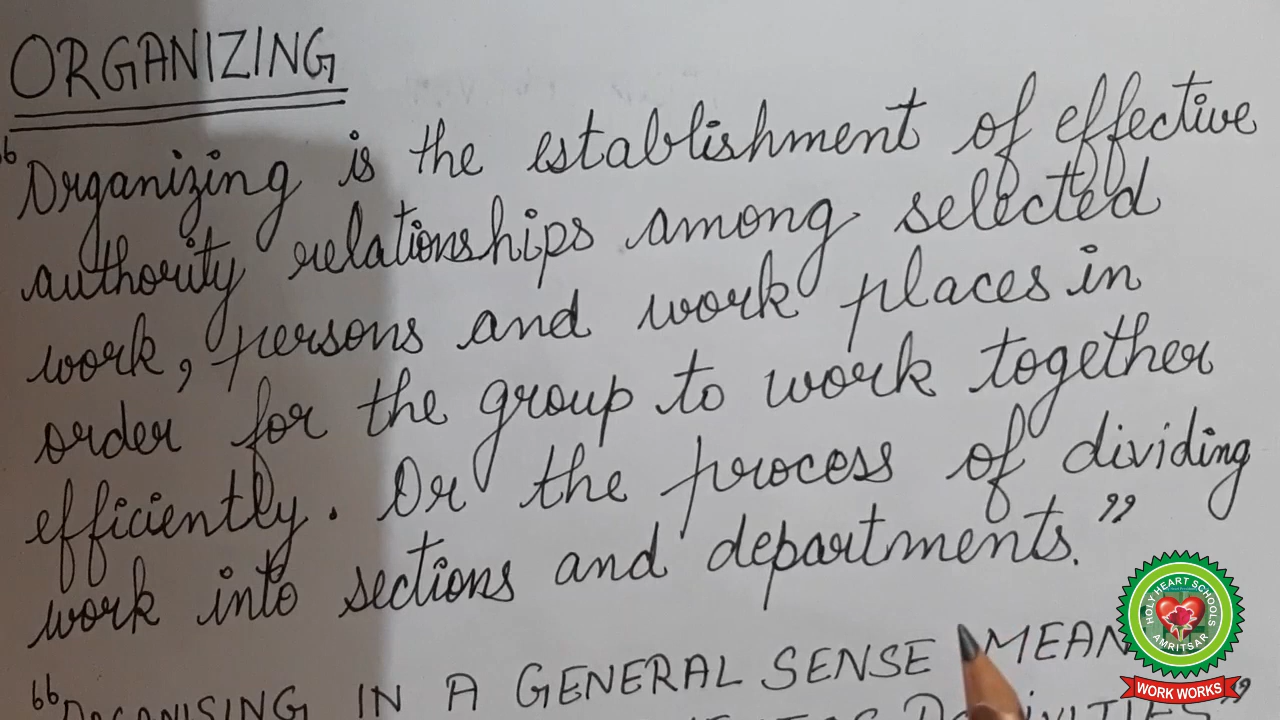 ORGANIZING
"Organizing is the establishment of effective
authority relationships among selected
work, persons and work places in
order for the group to work together
efficiently. Or the process of dividing
work into sections and departments."
"ORGANISING IN A GENERAL SENSE MEAN
HOLY HEART SCHOOLS
AMRITSAR
WORK WORKS